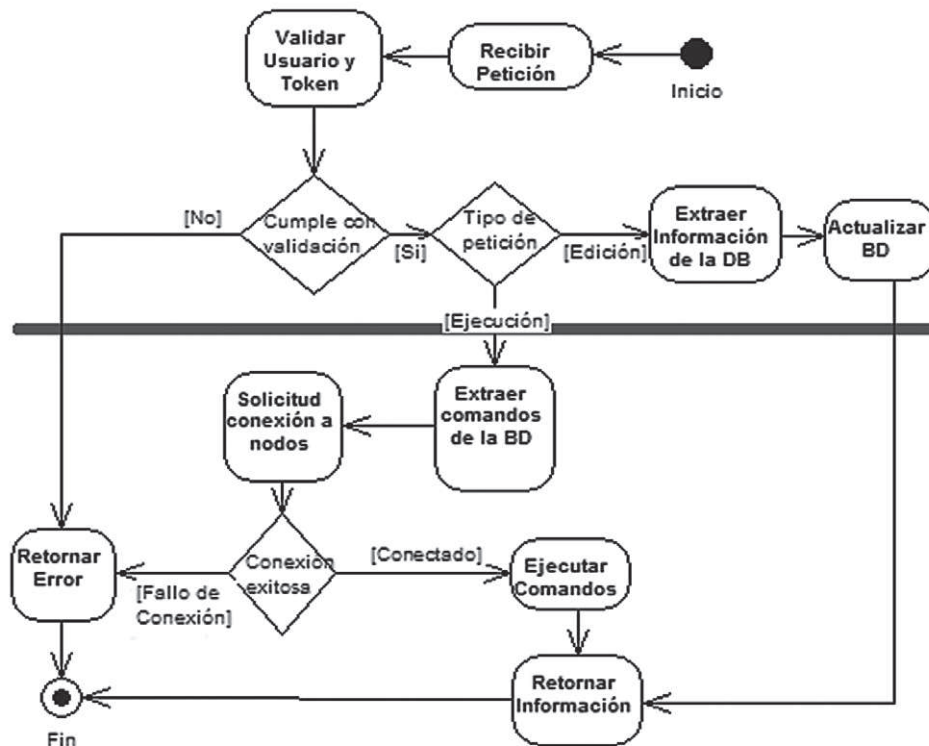 Validar
Usuario y
Token
Recibir
Petición
Inicio
[No]
Cumple con
validación
[Si]
Tipo de
petición
[Edición]
Extraer
Información
de la DB
Actualizar
BD
[Ejecución]
Solicitud
conexión a
nodos
Extraer
comandos
de la BD
Retornar
Error
[Fallo de
Conexión]
Conexión
exitosa
[Conectado]
Ejecutar
Comandos
Retornar
Información
Fin